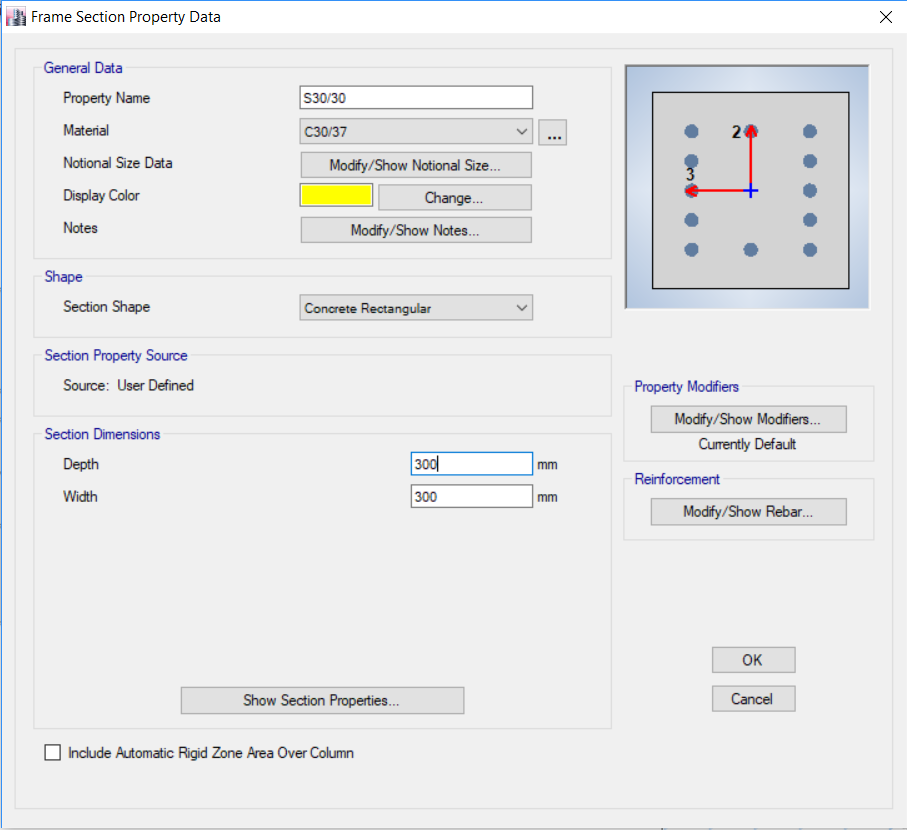 Frame Section Property Data
General Data
Property Name S30/30
Material C30/37 ...
Notional Size Data Modify/Show Notional Size...
Display Color Change...
Notes Modify/Show Notes...
Shape
Section Shape Concrete Rectangular
Section Property Source
Source: User Defined
Section Dimensions
Depth 300 mm
Width 300 mm
Show Section Properties...
Include Automatic Rigid Zone Area Over Column
2
3
Property Modifiers
Modify/Show Modifiers...
Currently Default
Reinforcement
Modify/Show Rebar...
OK
Cancel